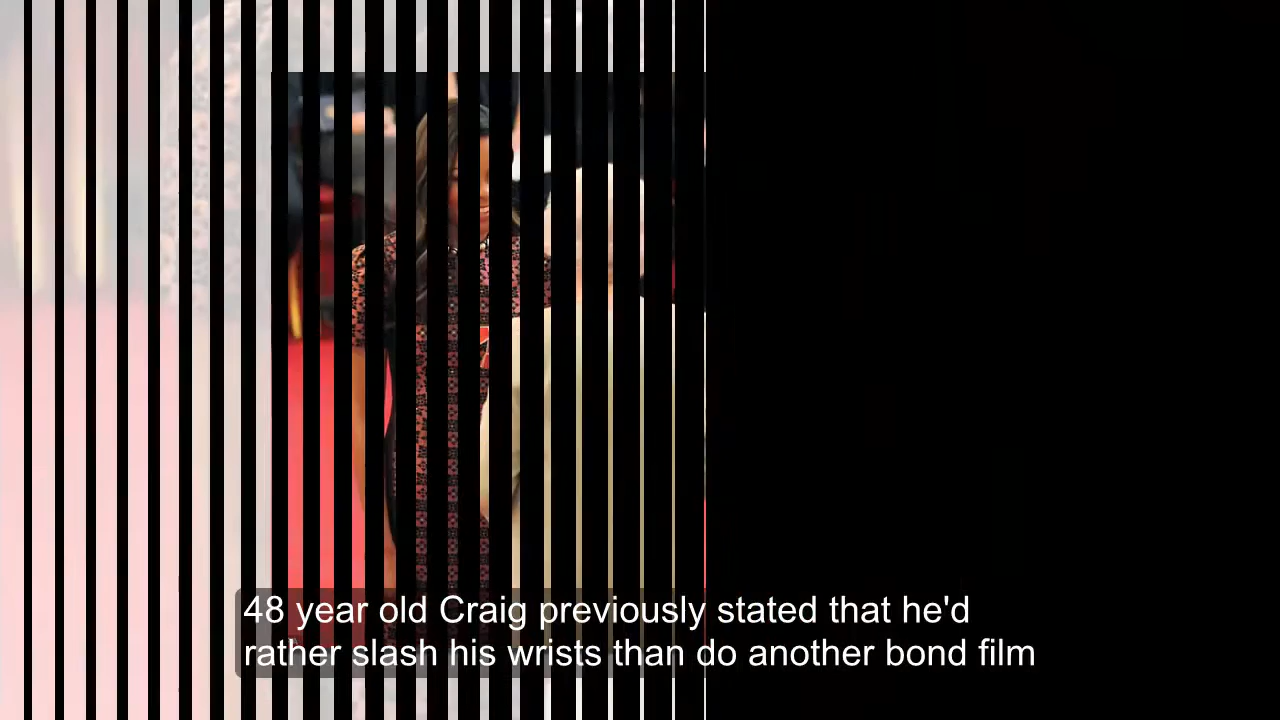 48 year old Craig previously stated that he'd
rather slash his wrists than do another bond film